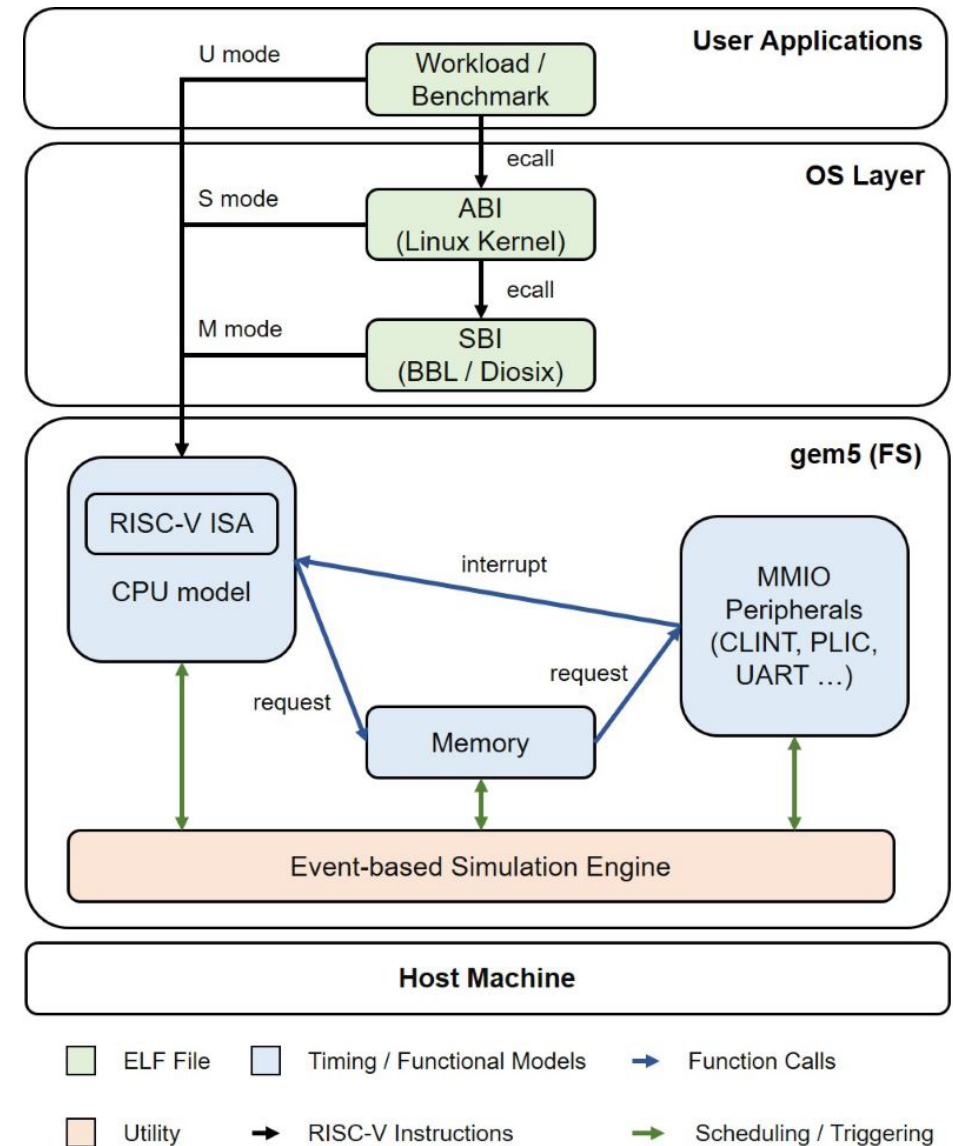 User Applications
U mode
Workload /
Benchmark
ecall
OS Layer
S mode
ABI
(Linux Kernel)
ecall
M mode
SBI
(BBL / Diosix)
gem5 (FS)
RISC-V ISA
CPU model
interrupt
MMIO
Peripherals
(CLINT, PLIC,
UART ...)
request
request
Memory
Event-based Simulation Engine
Host Machine
ELF File
Timing / Functional Models
Function Calls
Utility
RISC-V Instructions
Scheduling / Triggering